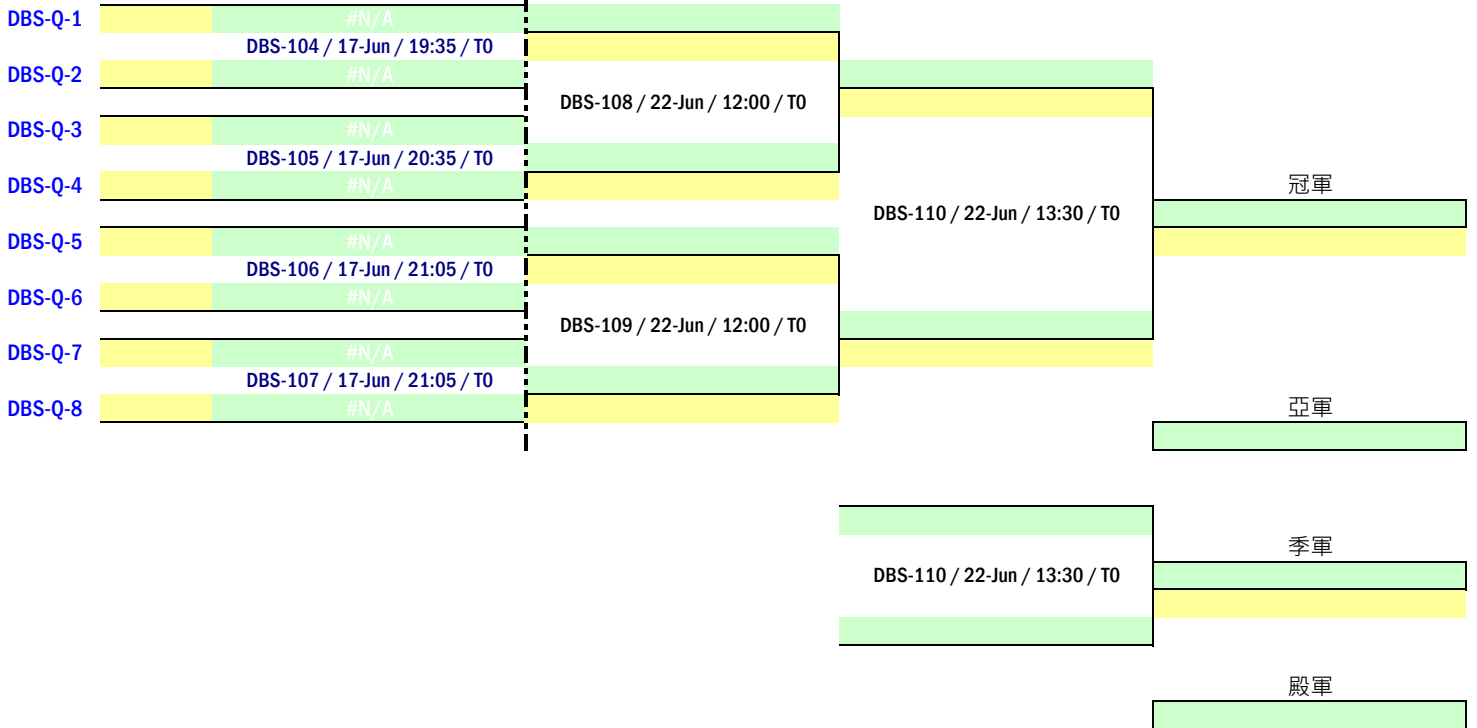 DBS-Q-1 #N/A
DBS-104 / 17-Jun / 19:35 / T0
DBS-Q-2 #N/A
DBS-108 / 22-Jun / 12:00 / T0
DBS-Q-3 #N/A
DBS-105 / 17-Jun / 20:35 / T0
DBS-Q-4 #N/A
冠軍
DBS-110 / 22-Jun / 13:30 / T0
DBS-Q-5 #N/A
DBS-106 / 17-Jun / 21:05 / T0
DBS-Q-6 #N/A
DBS-109 / 22-Jun / 12:00 / T0
DBS-Q-7 #N/A
DBS-107 / 17-Jun / 21:05 / T0
DBS-Q-8 #N/A
亞軍
季軍
DBS-110 / 22-Jun / 13:30 / T0
殿軍